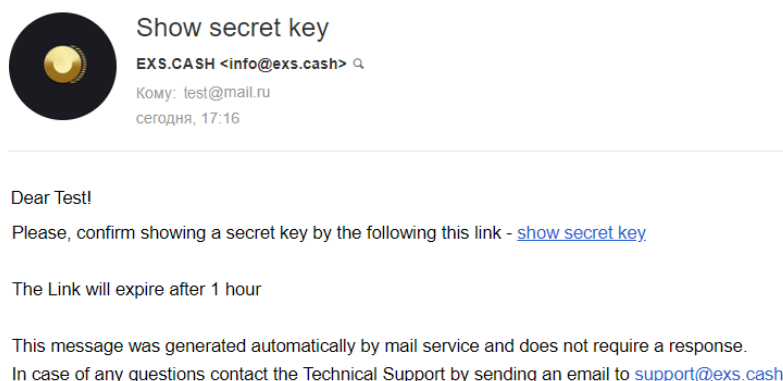 Show secret key
EXS.CASH <info@exs.cash>
Кому: test@mail.ru
сегодня, 17:16
Dear Test!
Please, confirm showing a secret key by the following this link - show secret key
The Link will expire after 1 hour
This message was generated automatically by mail service and does not require a response.
In case of any questions contact the Technical Support by sending an email to support@exs.cash